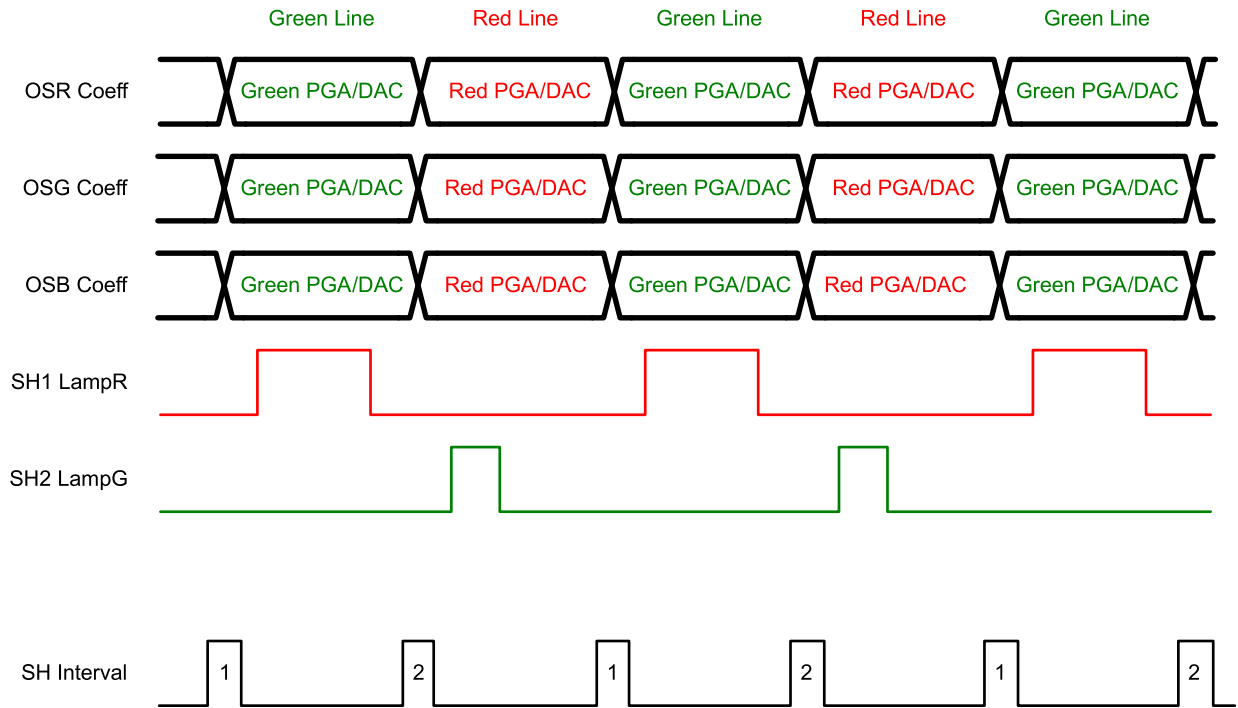 Green Line Red Line Green Line Red Line Green Line
OSR Coeff Green PGA/DAC Red PGA/DAC Green PGA/DAC Red PGA/DAC Green PGA/DAC
OSG Coeff Green PGA/DAC Red PGA/DAC Green PGA/DAC Red PGA/DAC Green PGA/DAC
OSB Coeff Green PGA/DAC Red PGA/DAC Green PGA/DAC Red PGA/DAC Green PGA/DAC
SH1 LampR
SH2 LampG
SH Interval 1 2 1 2 1 2